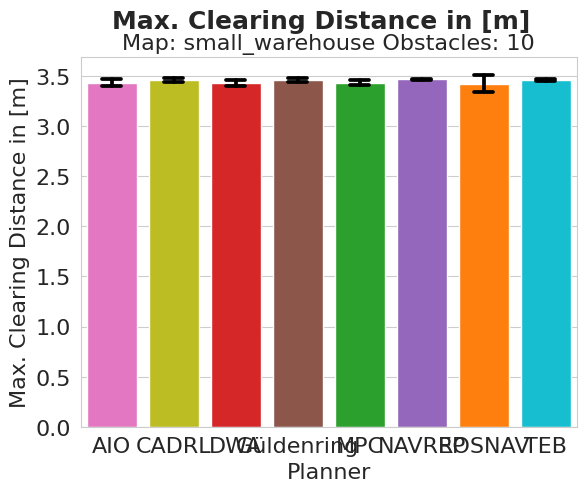 Max. Clearing Distance in [m]
Map: small_warehouse Obstacles: 10
Max. Clearing Distance in [m]
3.5
3.0
2.5
2.0
1.5
1.0
0.5
0.0
AIO CADRL DWA Güldenring MPC NAVREP ROSNAV TEB
Planner